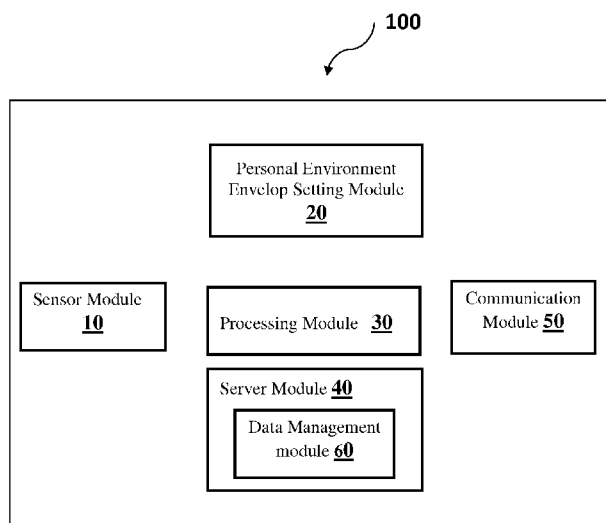 100
Personal Environment
Envelop Setting Module
20
Sensor Module
10
Processing Module 30
Communication
Module 50
Server Module 40
Data Management
module 60